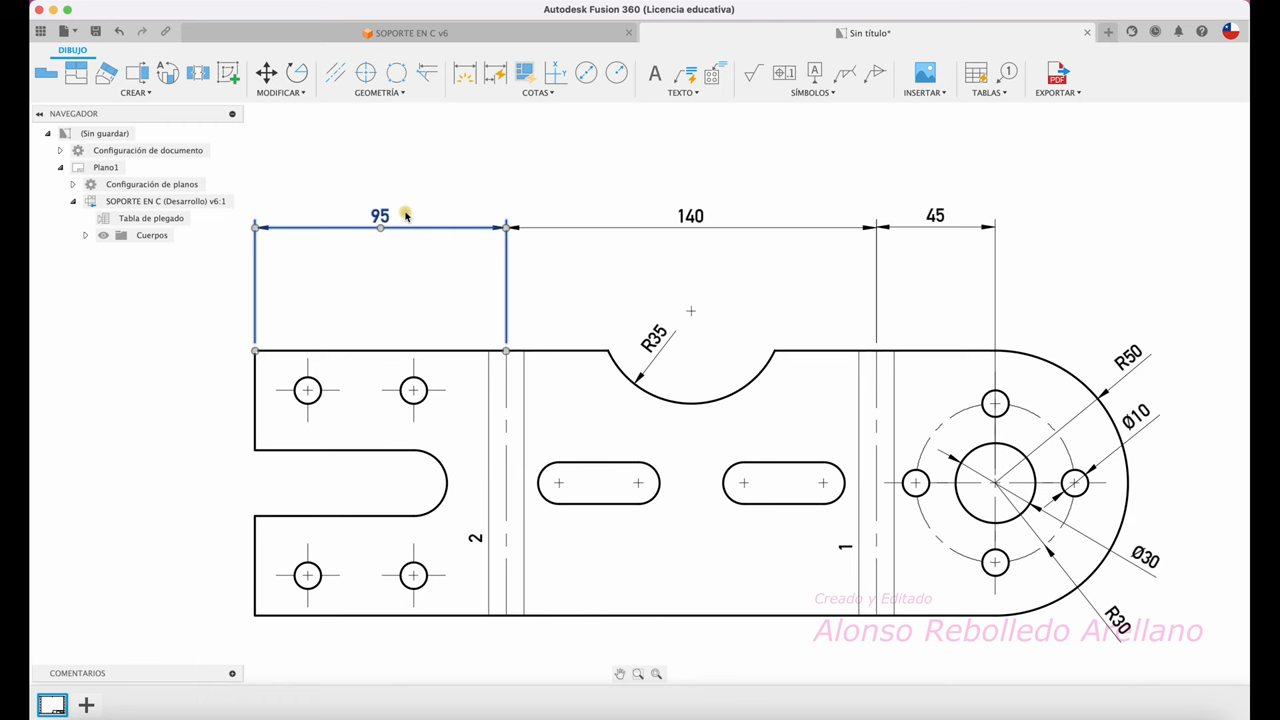 Autodesk Fusion 360 (Licencia educativa)
SOPORTE EN C v6
Sin título*
DIBUJO
CREAR
MODIFICAR
GEOMETRÍA
COTAS
TEXTO
SÍMBOLOS
INSERTAR
TABLAS
EXPORTAR
PDF
NAVEGADOR
(Sin guardar)
Configuración de documento
Plano1
Configuración de planos
SOPORTE EN C (Desarrollo) v6:1
Tabla de plegado
Cuerpos
95
140
45
R35
R50
Ø10
2
1
Ø30
R30
Creado y Editado
Alonso Rebolledo Arellano
COMENTARIOS